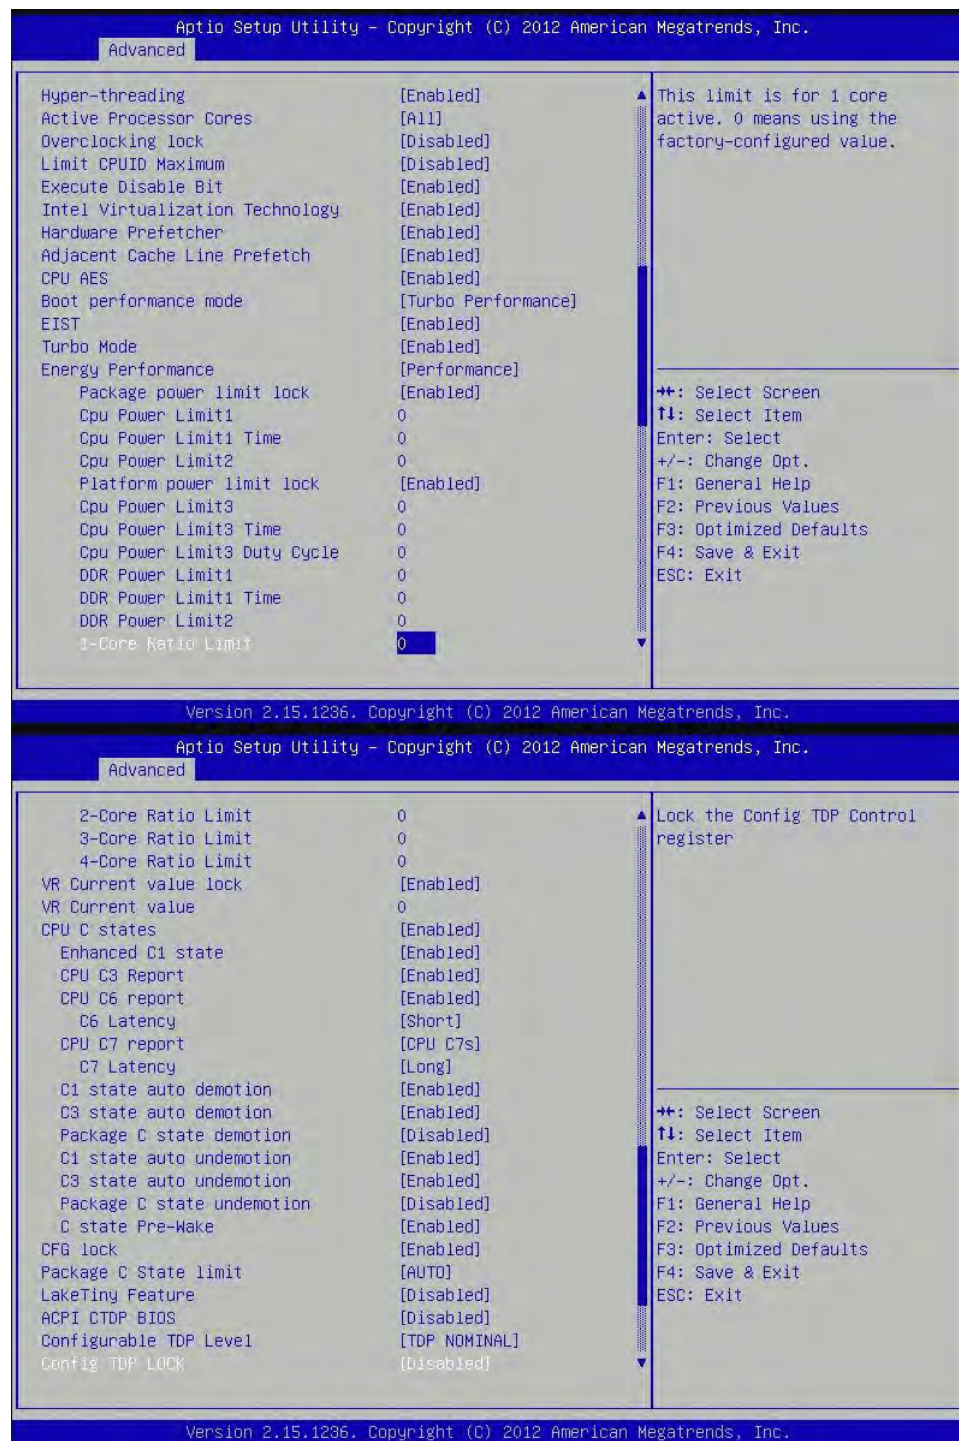 Aptio Setup Utility – Copyright (C) 2012 American Megatrends, Inc.
Advanced
Hyper-threading [Enabled]
Active Processor Cores [All]
Overclocking lock [Disabled]
Limit CPUID Maximum [Disabled]
Execute Disable Bit [Enabled]
Intel Virtualization Technology [Enabled]
Hardware Prefetcher [Enabled]
Adjacent Cache Line Prefetch [Enabled]
CPU AES [Enabled]
Boot performance mode [Turbo Performance]
EIST [Enabled]
Turbo Mode [Enabled]
Energy Performance [Performance]
Package power limit lock [Enabled]
Cpu Power Limit1 0
Cpu Power Limit1 Time 0
Cpu Power Limit2 0
Platform power limit lock [Enabled]
Cpu Power Limit3 0
Cpu Power Limit3 Time 0
Cpu Power Limit3 Duty Cycle 0
DDR Power Limit1 0
DDR Power Limit1 Time 0
DDR Power Limit2 0
1-Core Ratio Limit 0
This limit is for 1 core
active. 0 means using the
factory-configured value.
→←: Select Screen
↑↓: Select Item
Enter: Select
+/-: Change Opt.
F1: General Help
F2: Previous Values
F3: Optimized Defaults
F4: Save & Exit
ESC: Exit
Version 2.15.1236. Copyright (C) 2012 American Megatrends, Inc.
Aptio Setup Utility – Copyright (C) 2012 American Megatrends, Inc.
Advanced
2-Core Ratio Limit 0
3-Core Ratio Limit 0
4-Core Ratio Limit 0
VR Current value lock [Enabled]
VR Current value 0
CPU C states [Enabled]
Enhanced C1 state [Enabled]
CPU C3 Report [Enabled]
CPU C6 report [Enabled]
C6 Latency [Short]
CPU C7 report [CPU C7s]
C7 Latency [Long]
C1 state auto demotion [Enabled]
C3 state auto demotion [Enabled]
Package C state demotion [Disabled]
C1 state auto undemotion [Enabled]
C3 state auto undemotion [Enabled]
Package C state undemotion [Disabled]
C state Pre-Wake [Enabled]
CFG lock [Enabled]
Package C State limit [AUTO]
LakeTiny Feature [Disabled]
ACPI CTDP BIOS [Disabled]
Configurable TDP Level [TDP NOMINAL]
Config TDP LOCK [Disabled]
Lock the Config TDP Control
register
→←: Select Screen
↑↓: Select Item
Enter: Select
+/-: Change Opt.
F1: General Help
F2: Previous Values
F3: Optimized Defaults
F4: Save & Exit
ESC: Exit
Version 2.15.1236. Copyright (C) 2012 American Megatrends, Inc.